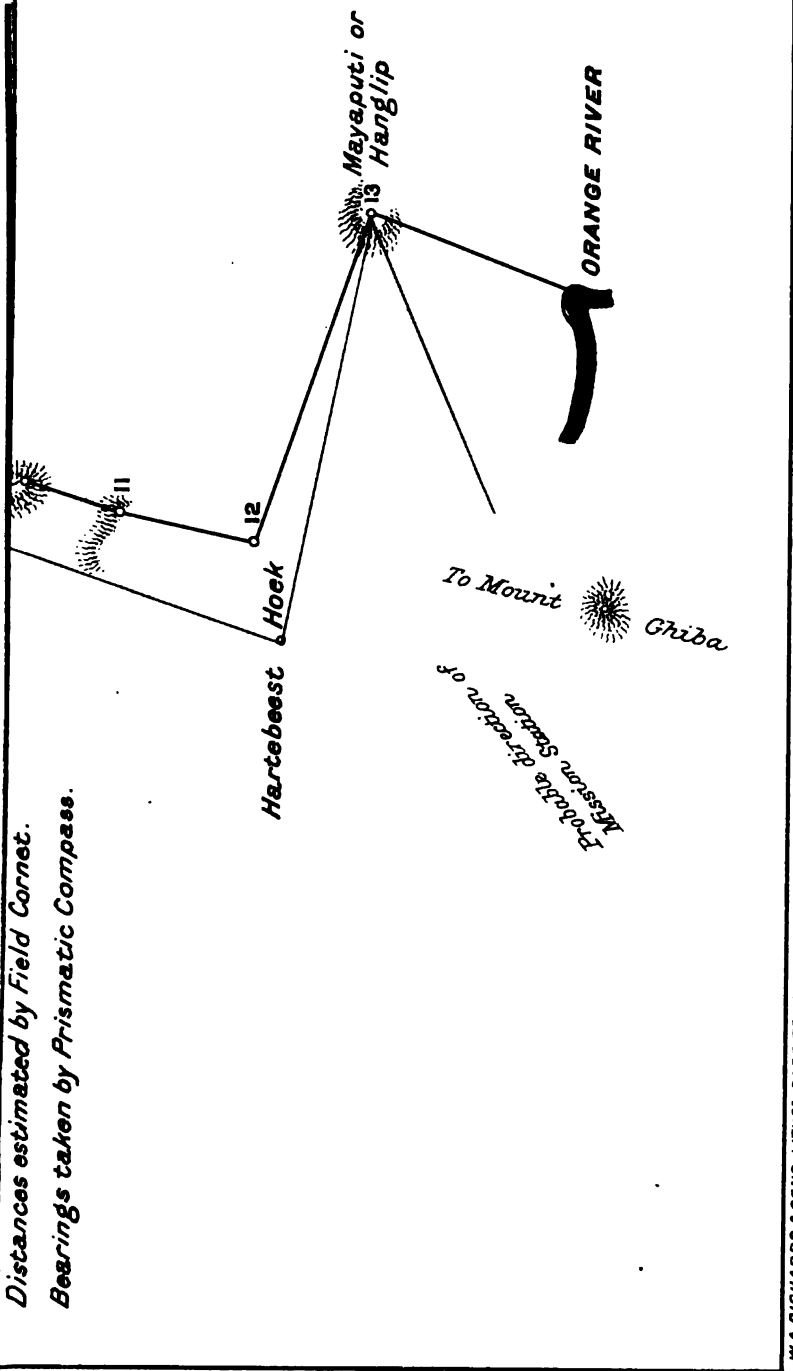 Distances estimated by Field Cornet.
Bearings taken by Prismatic Compass.
11
12
13
Mayaputi or
Hanglip
Hartebeest Hoek
ORANGE RIVER
To Mount Ghiba
Probable direction of
Mission Station